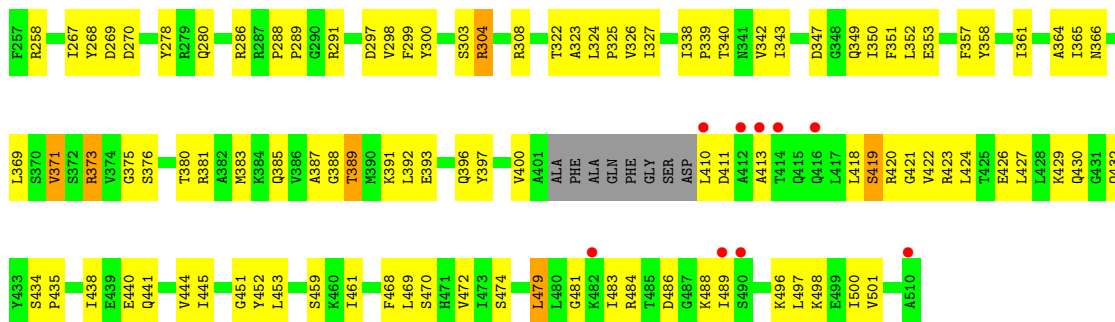 F257 R258 I267 Y268 D269 D270 Y278 R279 Q280 R286 R287 P288 P289 G290 R291 D297 V298 F299 Y300 S303 R304 R308 T322 A323 L324 P325 V326 I327 I338 P339 T340 N341 V342 I343 D347 G348 Q349 I350 F351 L352 E353 F357 Y358 I361 A364 I365 N366
L369 S370 V371 S372 R373 V374 G375 S376 T380 R381 A382 M383 K384 Q385 V386 A387 G388 T389 M390 K391 L392 E393 Q396 Y397 V400 A401 ALA PHE ALA GLN PHE GLY SER ASP L410 D411 A412 A413 T414 Q415 Q416 L417 L418 S419 R420 G421 V422 R423 L424 T425 E426 L427 L428 K429 Q430 G431
Y433 S434 P435 I438 E439 E440 Q441 V444 I445 G451 Y452 L453 S459 K460 I461 F468 L469 S470 H471 V472 I473 S474 L479 L480 G481 K482 I483 R484 T485 D486 G487 K488 I489 S490 K496 L497 K498 E499 I500 V501 A510